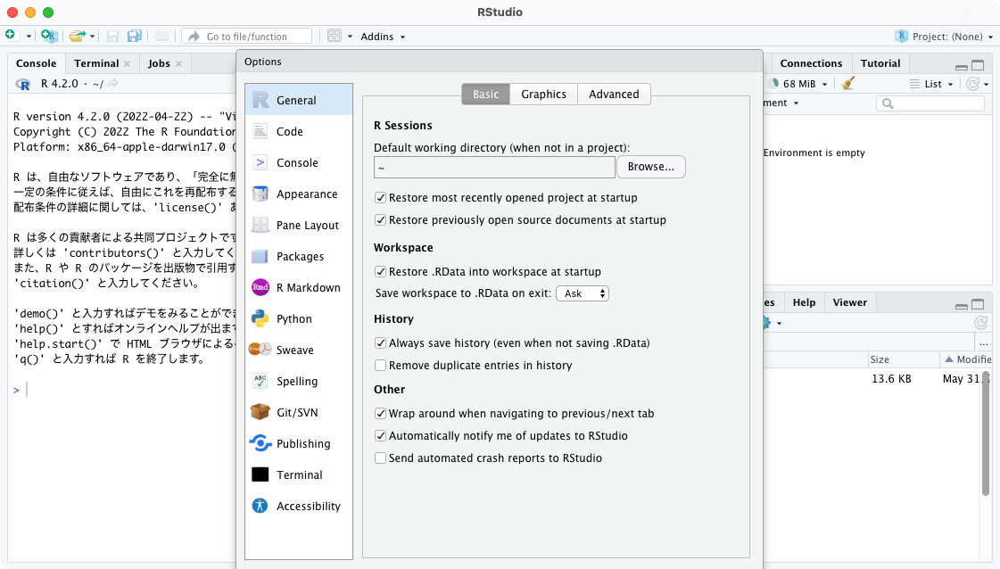 RStudio
Go to file/function
Addins
Project: (None)
Console
Terminal
Jobs
R 4.2.0 · ~/
R version 4.2.0 (2022-04-22) -- "Vi
Copyright (C) 2022 The R Foundation
Platform: x86_64-apple-darwin17.0 (
R は、自由なソフトウェアであり、「完全に無
一定の条件に従えば、自由にこれを再配布する
配布条件の詳細に関しては、'license()' あ
R は多くの貢献者による共同プロジェクトです
詳しくは 'contributors()' と入力してく
また、R や R のパッケージを出版物で引用す
'citation()' と入力してください。
'demo()' と入力すればデモをみることができま
'help()' とすればオンラインヘルプが出ます
'help.start()' で HTML ブラウザによる
'q()' と入力すれば R を終了します。
>
Options
General
Code
Console
Appearance
Pane Layout
Packages
Rmd
R Markdown
Python
Sweave
ABC
Spelling
Git/SVN
Publishing
Terminal
Accessibility
Basic
Graphics
Advanced
R Sessions
Default working directory (when not in a project):
~
Browse...
Restore most recently opened project at startup
Restore previously open source documents at startup
Workspace
Restore .RData into workspace at startup
Save workspace to .RData on exit:
Ask
History
Always save history (even when not saving .RData)
Remove duplicate entries in history
Other
Wrap around when navigating to previous/next tab
Automatically notify me of updates to RStudio
Send automated crash reports to RStudio
Connections
Tutorial
68 MiB
List
ment
Environment is empty
es
Help
Viewer
...
Size
Modifie
13.6 KB
May 31,